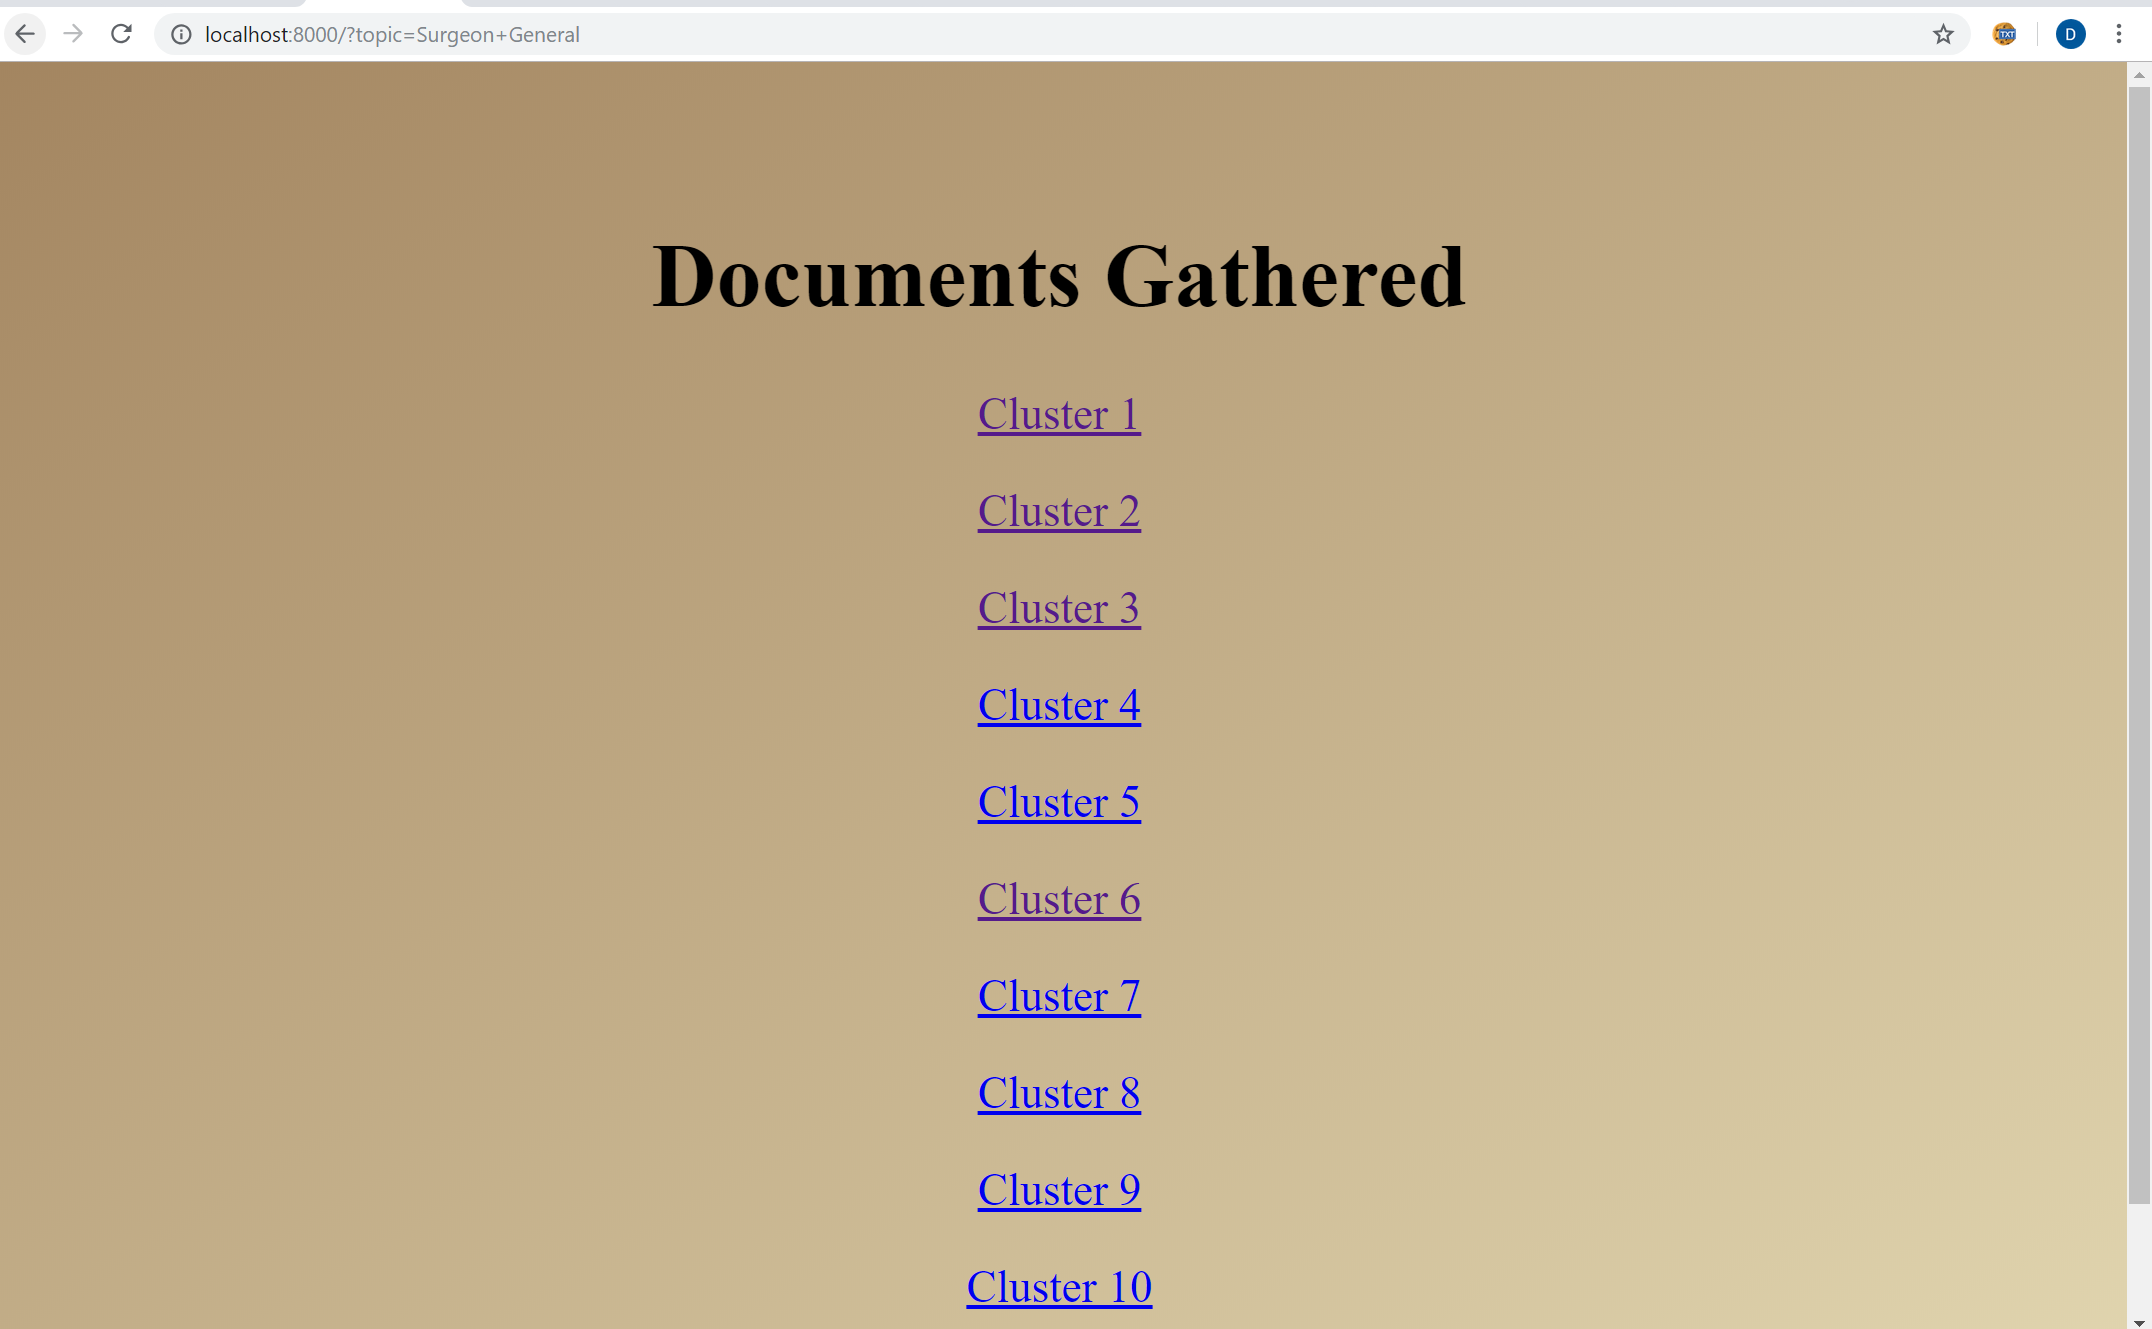 localhost:8000/?topic=Surgeon+General
TXT
D
Documents Gathered
Cluster 1
Cluster 2
Cluster 3
Cluster 4
Cluster 5
Cluster 6
Cluster 7
Cluster 8
Cluster 9
Cluster 10